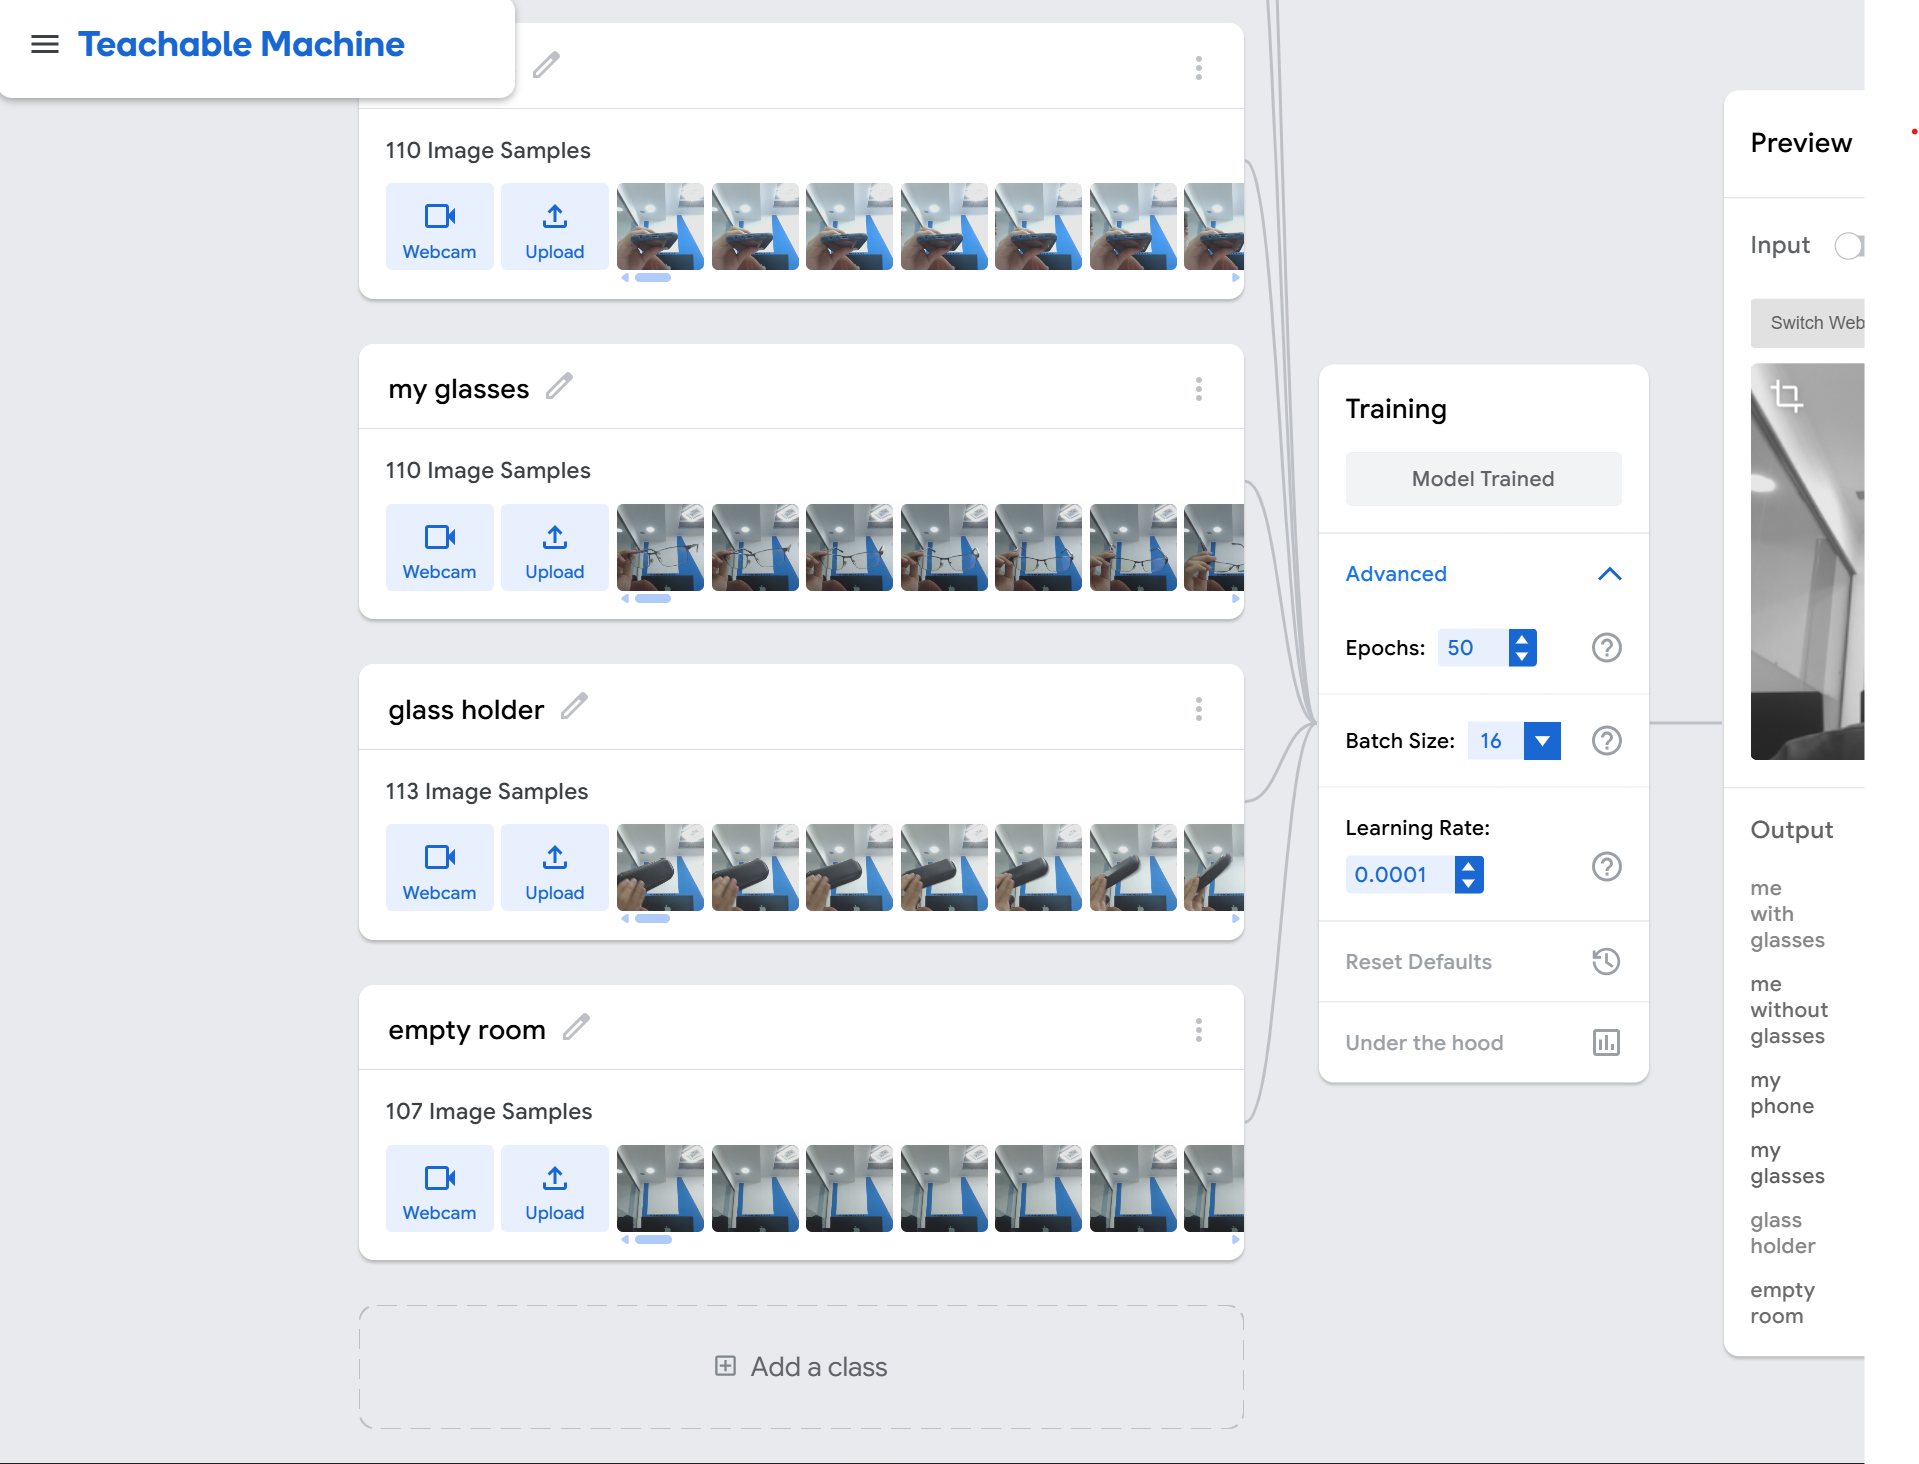 Teachable Machine
110 Image Samples
Webcam
Upload
my glasses
110 Image Samples
Webcam
Upload
glass holder
113 Image Samples
Webcam
Upload
empty room
107 Image Samples
Webcam
Upload
Add a class
Training
Model Trained
Advanced
Epochs:
50
Batch Size:
16
Learning Rate:
0.0001
Reset Defaults
Under the hood
Preview
Input
Switch Web
Output
me
with
glasses
me
without
glasses
my
phone
my
glasses
glass
holder
empty
room